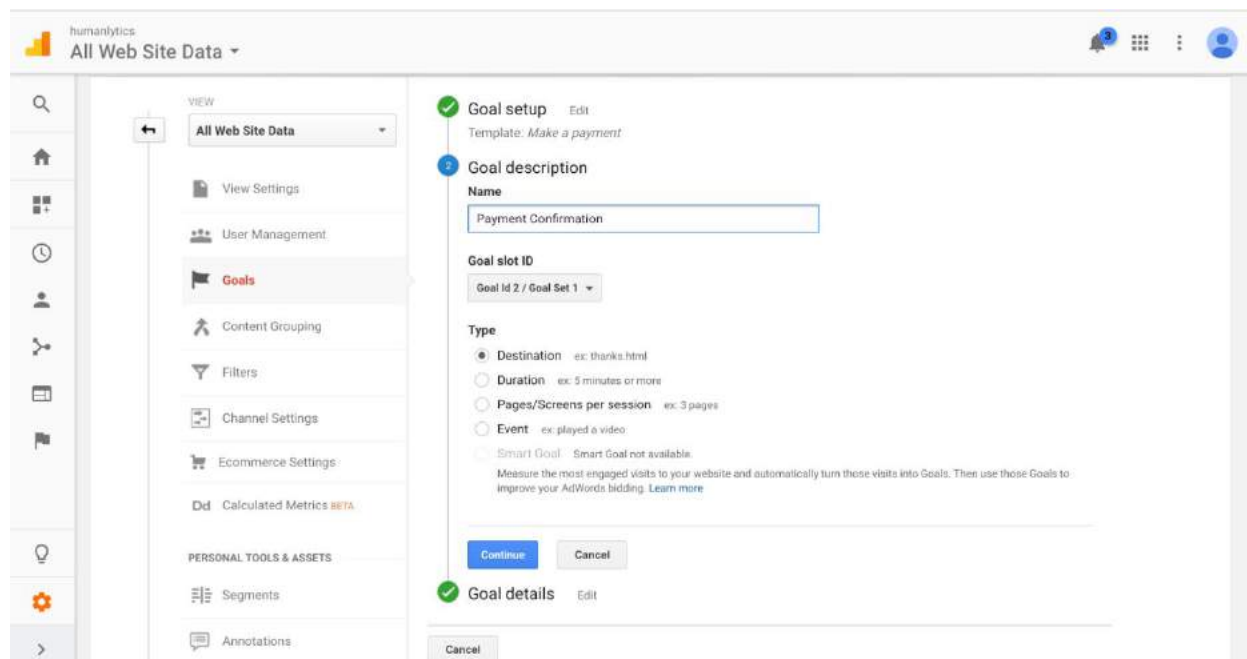 humanlytics
All Web Site Data
3
VIEW
All Web Site Data
View Settings
User Management
Goals
Content Grouping
Filters
Channel Settings
Ecommerce Settings
Dd Calculated Metrics BETA
PERSONAL TOOLS & ASSETS
Segments
Annotations
Goal setup Edit
Template: Make a payment
2 Goal description
Name
Payment Confirmation
Goal slot ID
Goal Id 2 / Goal Set 1
Type
Destination ex: thanks.html
Duration ex: 5 minutes or more
Pages/Screens per session ex: 3 pages
Event ex: played a video
Smart Goal Smart Goal not available.
Measure the most engaged visits to your website and automatically turn those visits into Goals. Then use those Goals to
improve your AdWords bidding. Learn more
Continue Cancel
Goal details Edit
Cancel